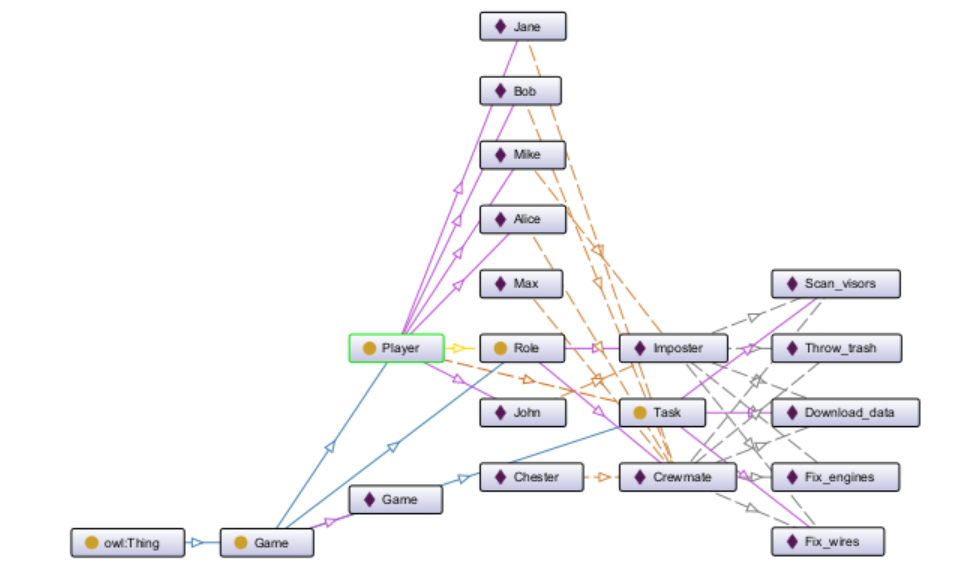 Jane
Bob
Mike
Alice
Max
Scan_visors
Player
Role
Imposter
Throw_trash
John
Task
Download_data
Chester
Crewmate
Fix_engines
Game
owl:Thing
Game
Fix_wires